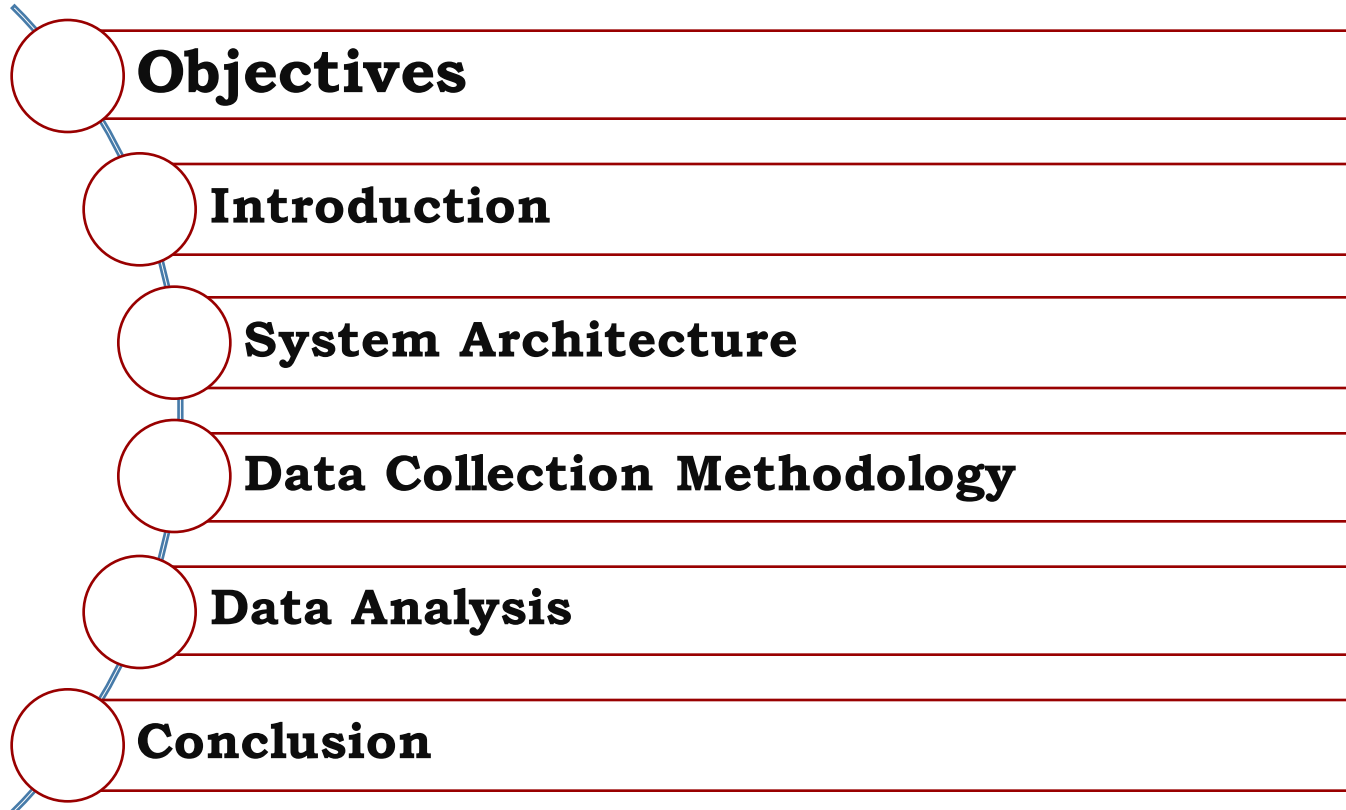 Objectives
Introduction
System Architecture
Data Collection Methodology
Data Analysis
Conclusion